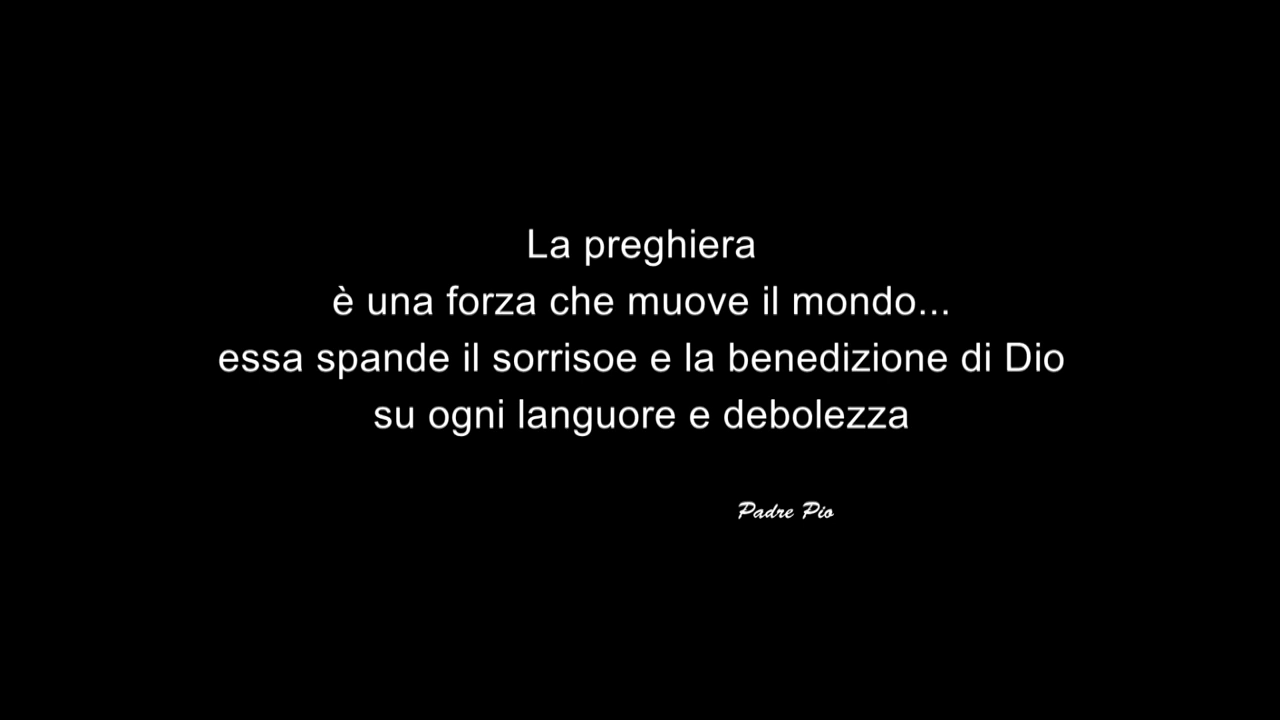 La preghiera
è una forza che muove il mondo...
essa spande il sorrisoe e la benedizione di Dio
su ogni languore e debolezza
Padre Pio